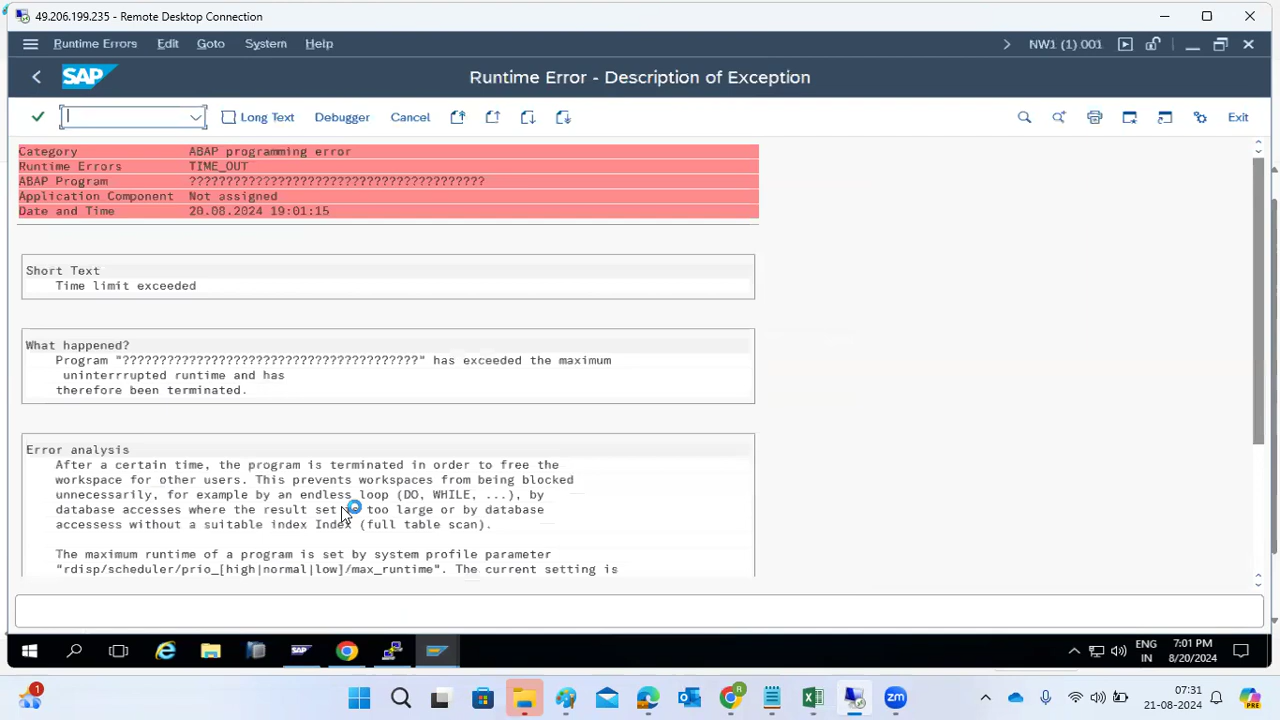 49.206.199.235 - Remote Desktop Connection
Runtime Errors Edit Goto System Help NW1 (1) 001
SAP Runtime Error - Description of Exception
Long Text Debugger Cancel Exit
Category ABAP programming error
Runtime Errors TIME_OUT
ABAP Program ????????????????????????????????????????
Application Component Not assigned
Date and Time 20.08.2024 19:01:15
Short Text
Time limit exceeded
What happened?
Program "????????????????????????????????????????" has exceeded the maximum
uninterrrupted runtime and has
therefore been terminated.
Error analysis
After a certain time, the program is terminated in order to free the
workspace for other users. This prevents workspaces from being blocked
unnecessarily, for example by an endless loop (DO, WHILE, ...), by
database accesses where the result set is too large or by database
accessess without a suitable index Index (full table scan).
The maximum runtime of a program is set by system profile parameter
"rdisp/scheduler/prio_[high|normal|low]/max_runtime". The current setting is
SAP ENG 7:01 PM
IN 8/20/2024
1 R zm 07:31 PRE
21-08-2024